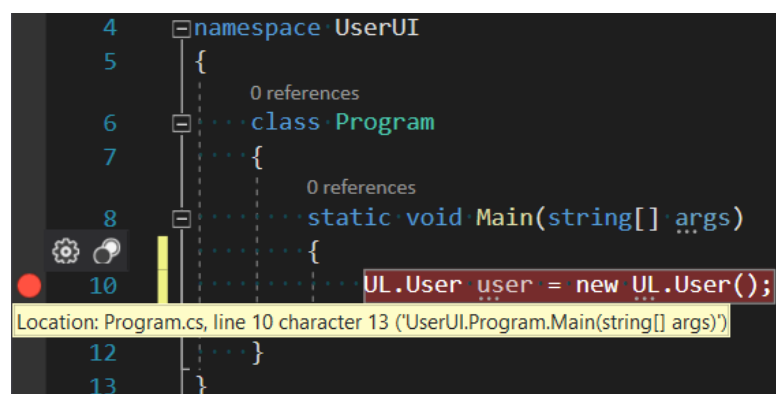 4 namespace UserUI
5 {
0 references
6 class Program
7 {
0 references
8 static void Main(string[] args)
{
10 UL.User user = new UL.User();
Location: Program.cs, line 10 character 13 ('UserUI.Program.Main(string[] args)')
12 }
13 }